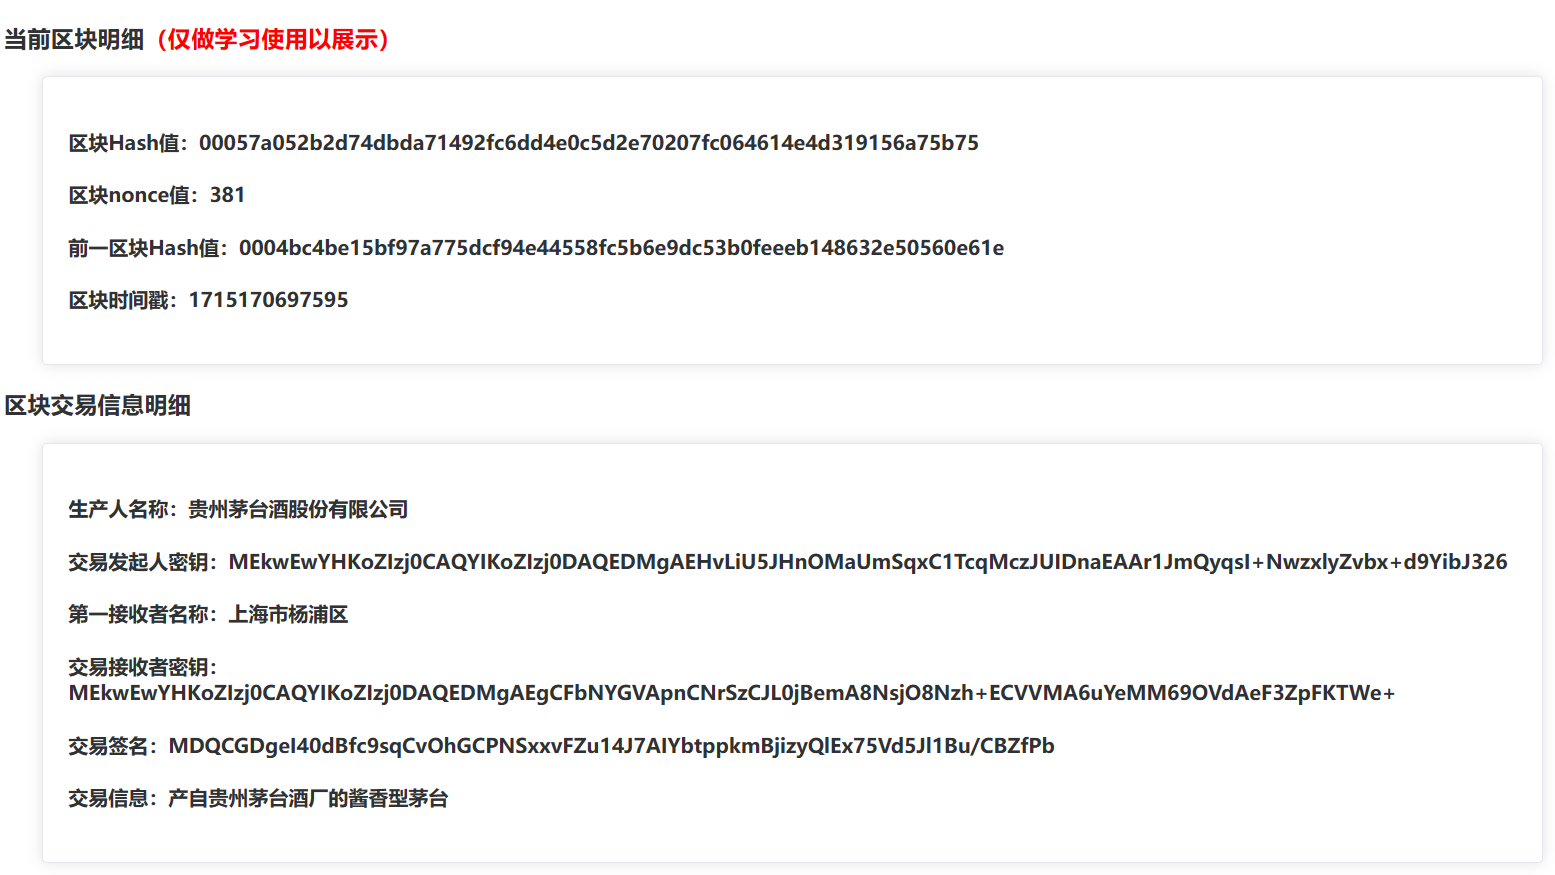 当前区块明细（仅做学习使用以展示）
区块Hash值：00057a052b2d74dbda71492fc6dd4e0c5d2e70207fc064614e4d319156a75b75
区块nonce值：381
前一区块Hash值：0004bc4be15bf97a775dcf94e44558fc5b6e9dc53b0feeeb148632e50560e61e
区块时间戳：1715170697595
区块交易信息明细
生产人名称：贵州茅台酒股份有限公司
交易发起人密钥：MEkwEwYHKoZIzj0CAQYIKoZIzj0DAQEDMgAEHvLiU5JHnOMaUmSqxC1TcqMczJUIDnaEAAr1JmQyqsI+NwzxlyZvbx+d9YibJ326
第一接收者名称：上海市杨浦区
交易接收者密钥：
MEkwEwYHKoZIzj0CAQYIKoZIzj0DAQEDMgAEgCFbNYGVApnCNrSzCJL0jBemA8NsjO8Nzh+ECVVMA6uYeMM69OVdAeF3ZpFKTWe+
交易签名：MDQCGDgeI40dBfc9sqCvOhGCPNSxxvFZu14J7AIYbtppkmBjizyQlEx75Vd5Jl1Bu/CBZfPb
交易信息：产自贵州茅台酒厂的酱香型茅台